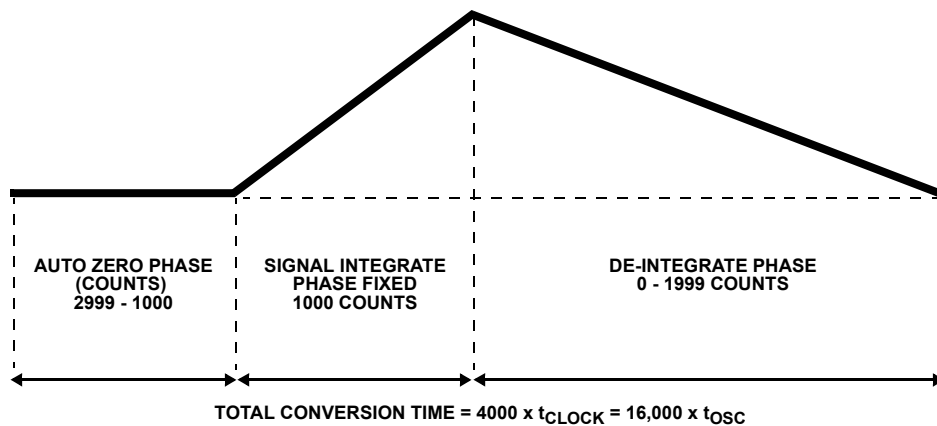 AUTO ZERO PHASE
(COUNTS)
2999 - 1000
SIGNAL INTEGRATE
PHASE FIXED
1000 COUNTS
DE-INTEGRATE PHASE
0 - 1999 COUNTS
TOTAL CONVERSION TIME = 4000 x tCLOCK = 16,000 x tOSC